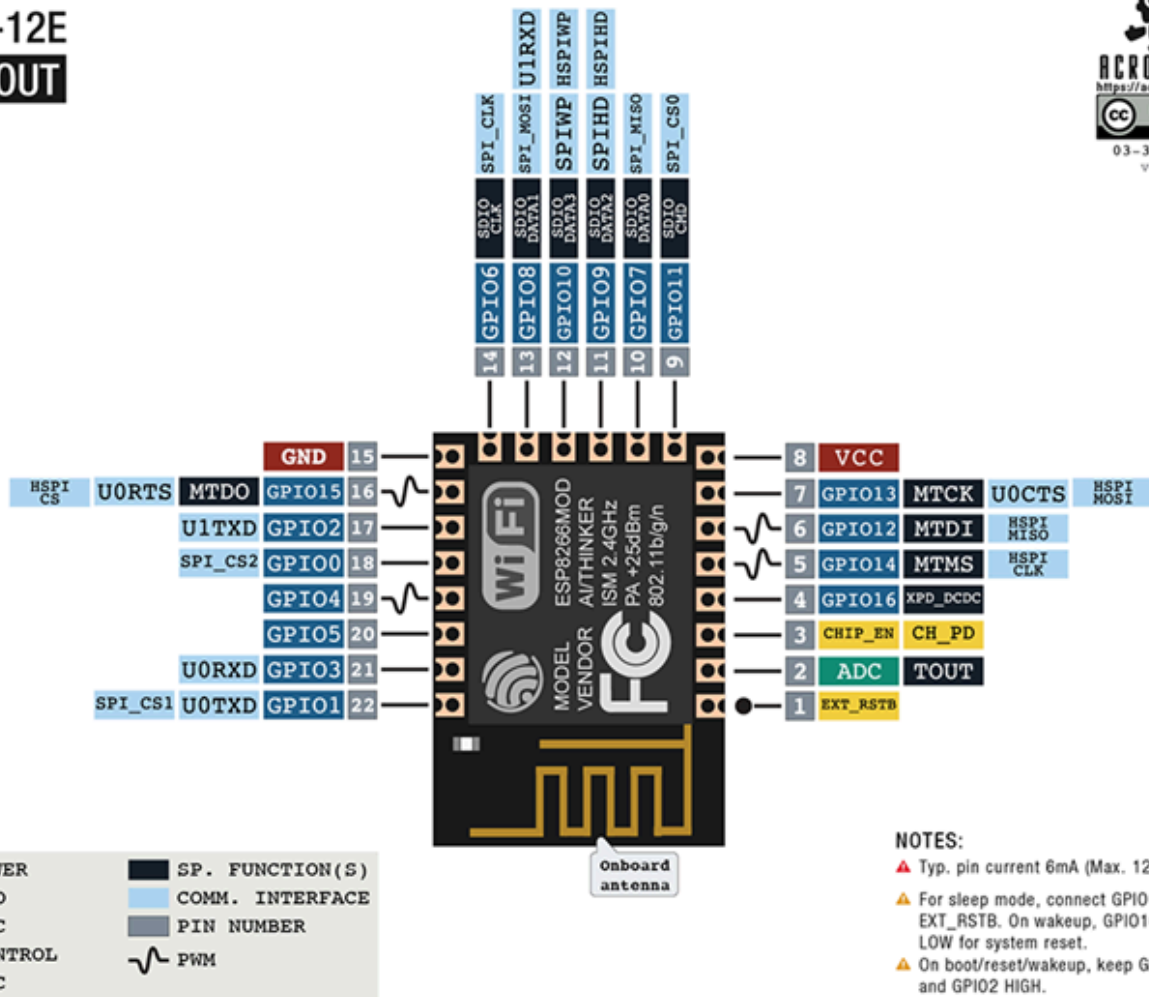 -12E
OUT
https://a
cc
03-3
U1RXD
HSPIWP
HSPIHD
SPI_CLK
SPI_MOSI
SPIWP
SPIHD
SPI_MISO
SPI_CS0
SDIO CLK
SDIO DATA1
SDIO DATA3
SDIO DATA2
SDIO DATA0
SDIO CMD
GPIO6
GPIO8
GPIO10
GPIO9
GPIO7
GPIO11
14 13 12 11 10 9
GND 15
HSPI CS U0RTS MTDO GPIO15 16
U1TXD GPIO2 17
SPI_CS2 GPIO0 18
GPIO4 19
GPIO5 20
U0RXD GPIO3 21
SPI_CS1 U0TXD GPIO1 22
WiFi
ESP8266MOD
AI/THINKER
ISM 2.4GHz
PA +25dBm
802.11b/g/n
MODEL
VENDOR
FC
8 VCC
7 GPIO13 MTCK U0CTS HSPI MOSI
6 GPIO12 MTDI HSPI MISO
5 GPIO14 MTMS HSPI CLK
4 GPIO16 XPD_DCDC
3 CHIP_EN CH_PD
2 ADC TOUT
1 EXT_RSTB
Onboard
antenna
SP. FUNCTION(S)
COMM. INTERFACE
PIN NUMBER
PWM
NOTES:
Typ. pin current 6mA (Max. 12
For sleep mode, connect GPIO
EXT_RSTB. On wakeup, GPIO1
LOW for system reset.
On boot/reset/wakeup, keep G
and GPIO2 HIGH.